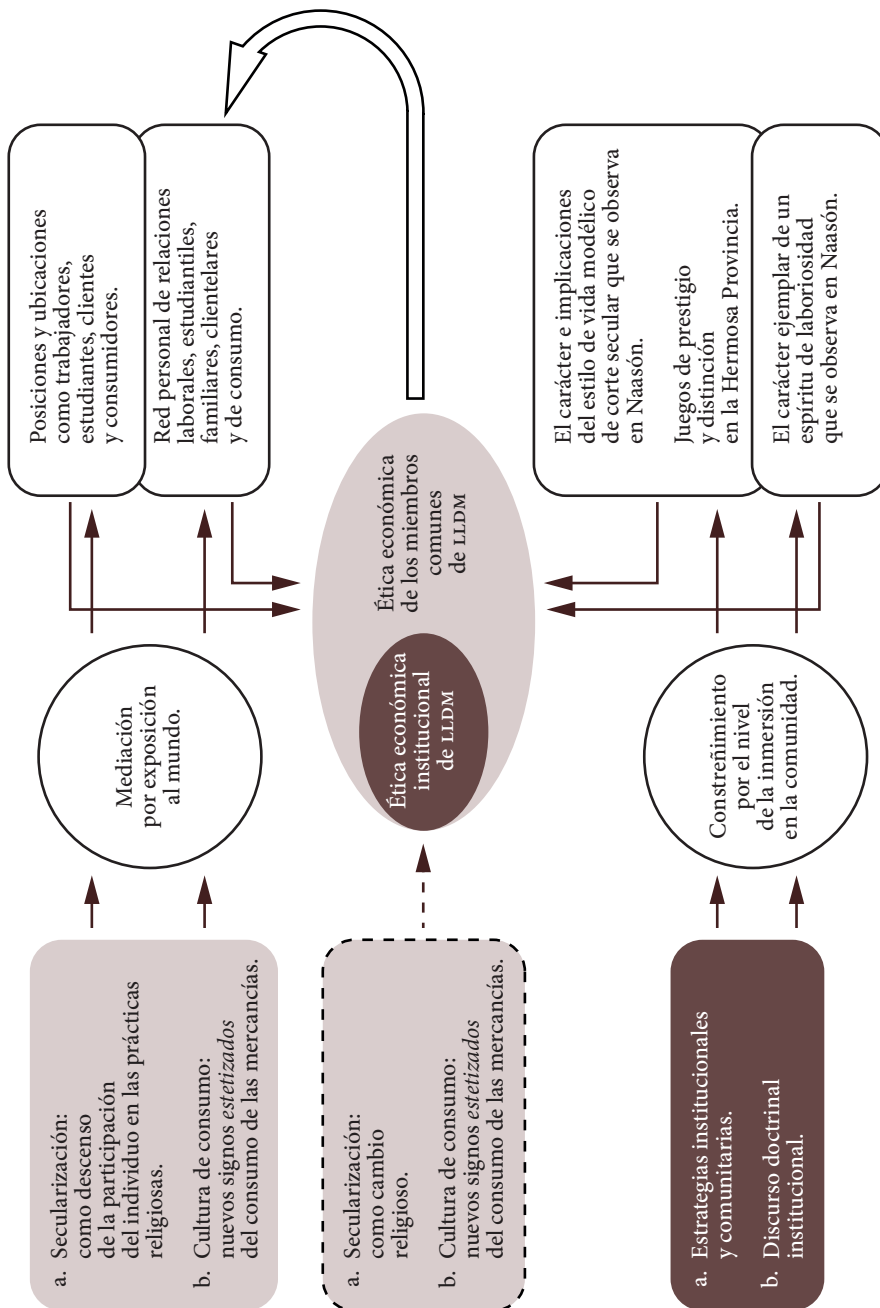 a. Secularización:
como descenso
de la participación
del individuo en las prácticas
religiosas.
b. Cultura de consumo:
nuevos signos estetizados
del consumo de las mercancías.
Mediación
por exposición
al mundo.
Posiciones y ubicaciones
como trabajadores,
estudiantes, clientes
y consumidores.
Red personal de relaciones
laborales, estudiantiles,
familiares, clientelares
y de consumo.
a. Secularización:
como cambio
religioso.
b. Cultura de consumo:
nuevos signos estetizados
del consumo de las mercancías.
Ética económica
institucional
de LLDM
Ética económica
de los miembros
comunes
de LLDM
a. Estrategias institucionales
y comunitarias.
b. Discurso doctrinal
institucional.
Constreñimiento
por el nivel
de la inmersión
en la comunidad.
El carácter e implicaciones
del estilo de vida modélico
de corte secular que se observa
en Naasón.
Juegos de prestigio
y distinción
en la Hermosa Provincia.
El carácter ejemplar de un
espíritu de laboriosidad
que se observa en Naasón.